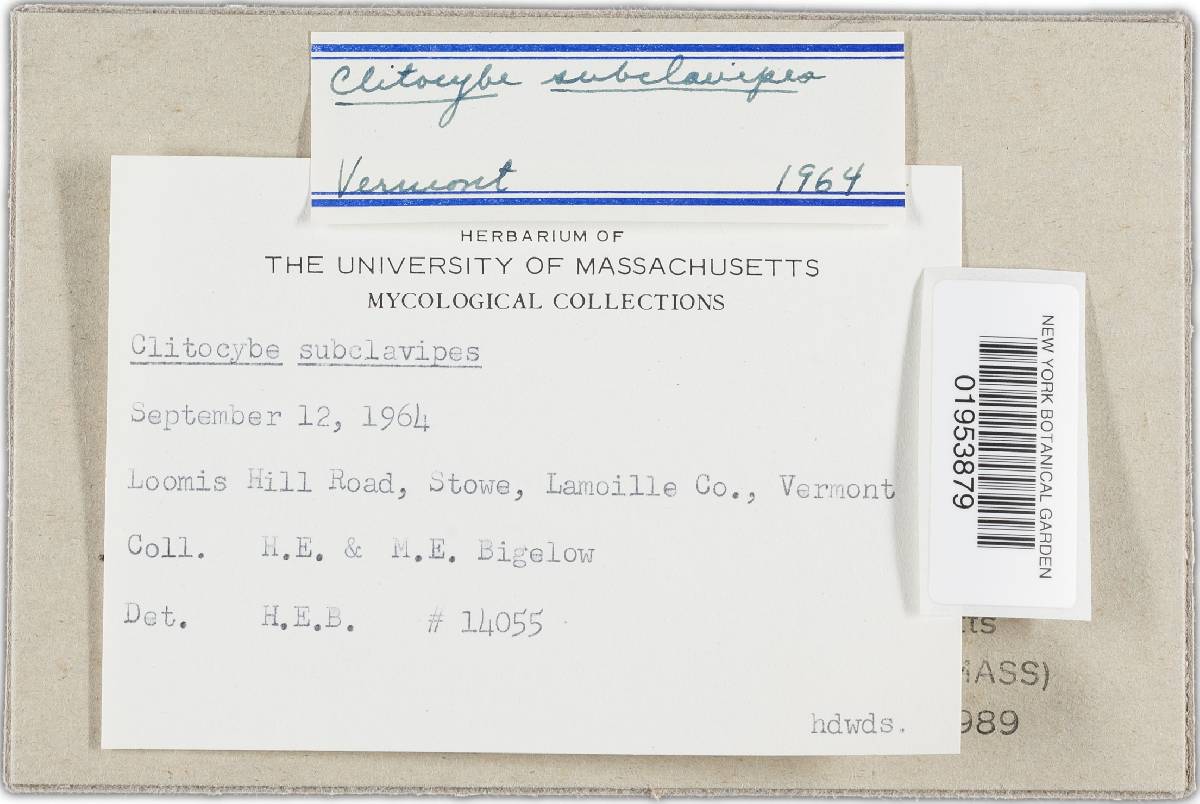 Clitocybe subclavipes
Vermont 1964
HERBARIUM OF
THE UNIVERSITY OF MASSACHUSETTS
MYCOLOGICAL COLLECTIONS
Clitocybe subclavipes
September 12, 1964
Loomis Hill Road, Stowe, Lamoille Co., Vermont
Coll. H.E. & M.E. Bigelow
Det. H.E.B. # 14055
hdwds.
NEW YORK BOTANICAL GARDEN
01953879
tts
MASS)
989